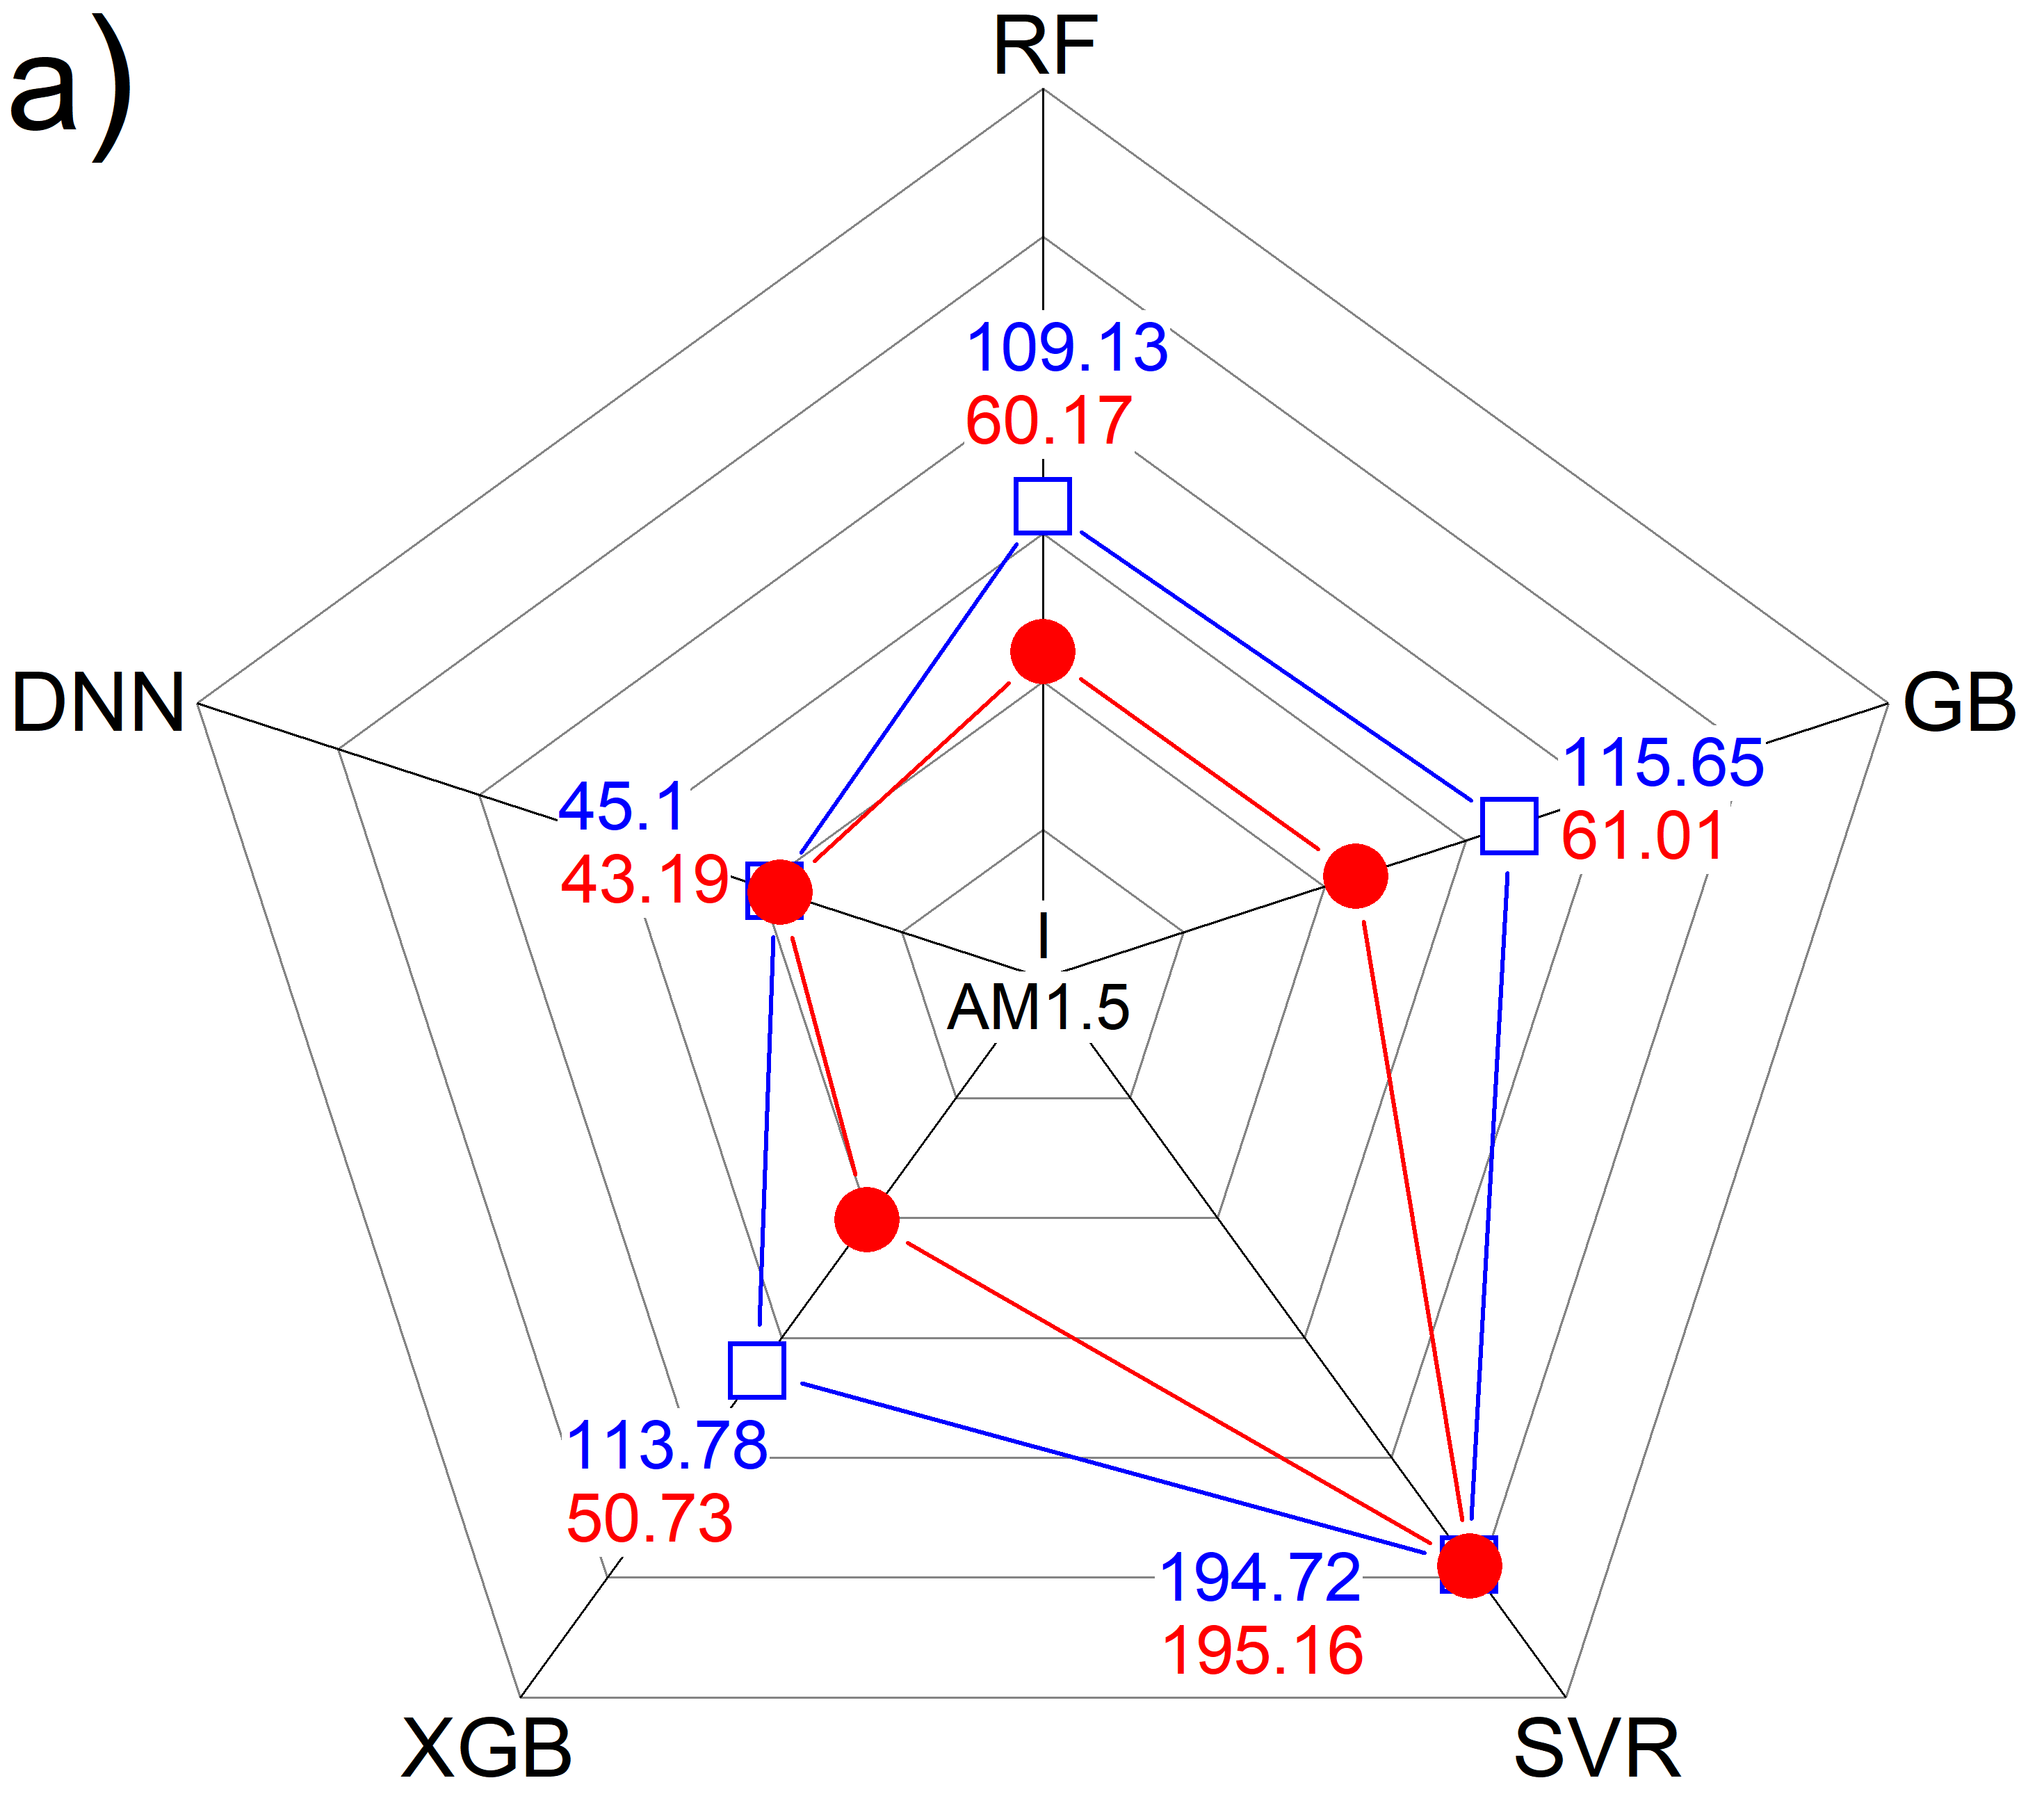 a)
RF
109.13
60.17
DNN
GB
115.65
61.01
45.1
43.19
I
AM1.5
113.78
50.73
194.72
195.16
XGB
SVR